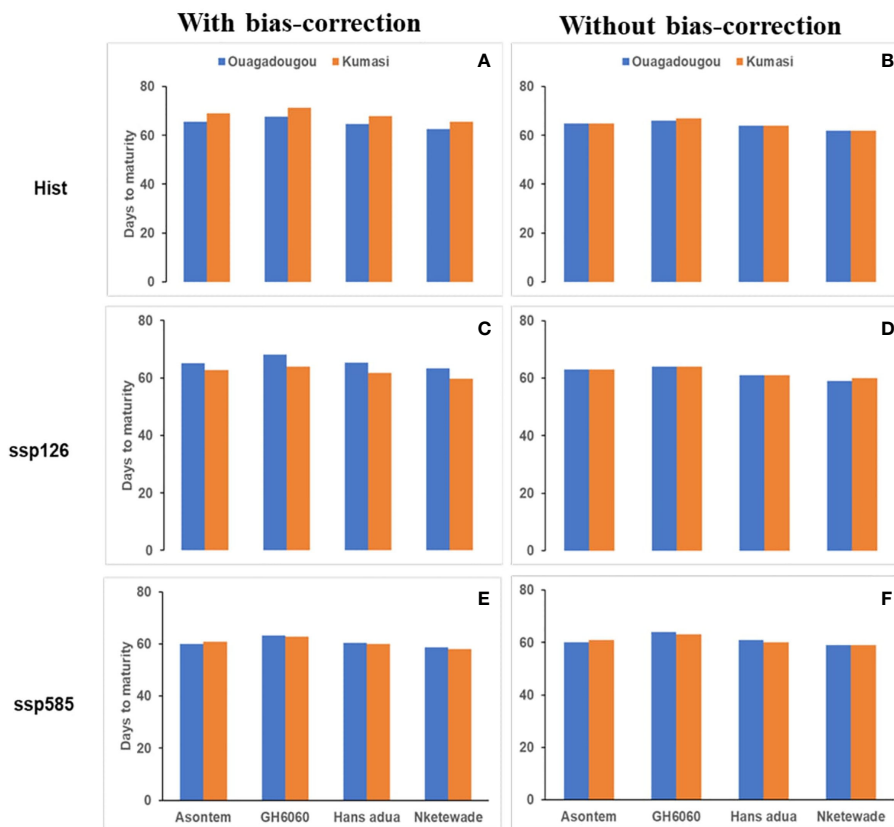 With bias-correction
Without bias-correction
Ouagadougou Kumasi A
Ouagadougou Kumasi B
Hist
Days to maturity
80
60
40
20
0
80
60
40
20
0
C
D
ssp126
Days to maturity
80
60
40
20
0
80
60
40
20
0
E
F
ssp585
Days to maturity
80
60
40
20
0
80
60
40
20
0
Asontem GH6060 Hans adua Nketewade
Asontem GH6060 Hans adua Nketewade